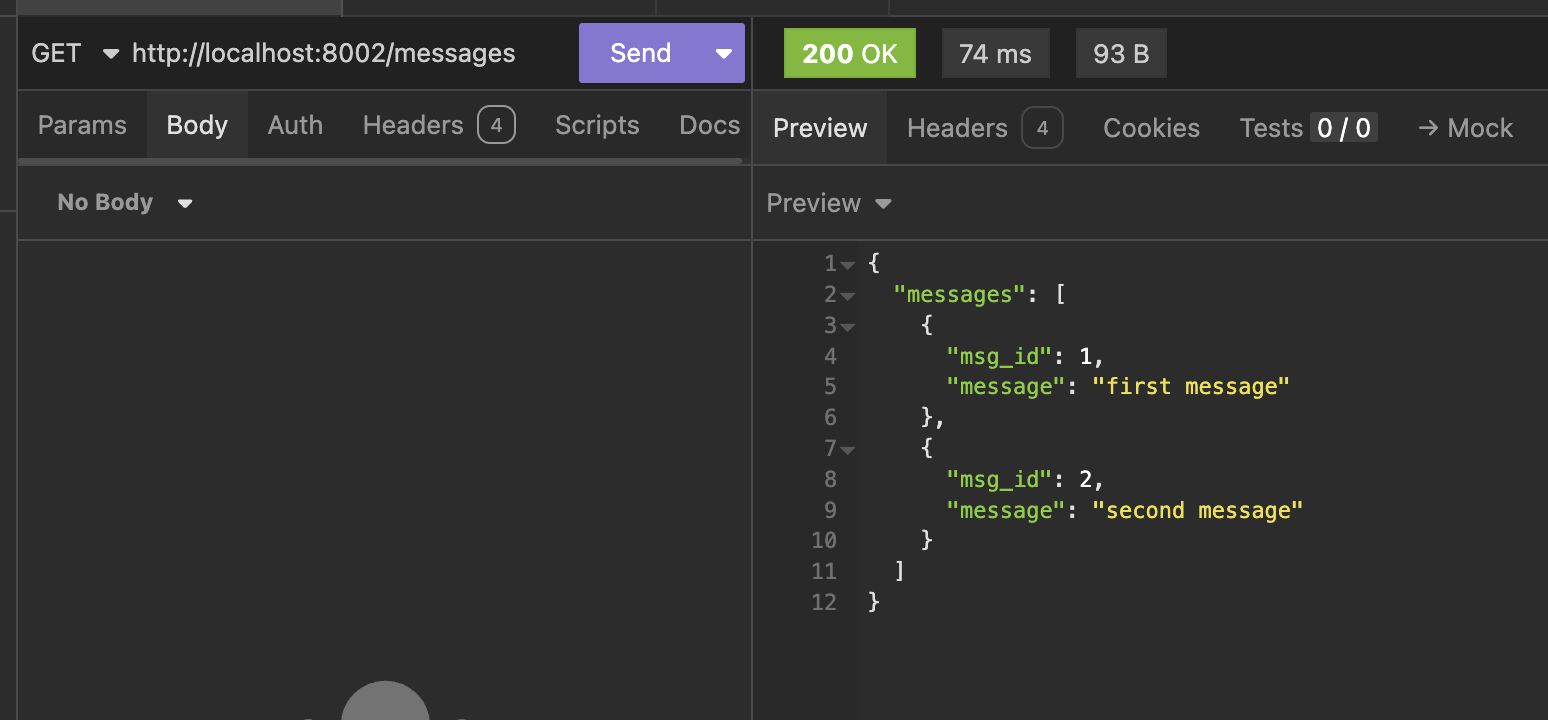 GET http://localhost:8002/messages Send
200 OK 74 ms 93 B
Params Body Auth Headers 4 Scripts Docs
Preview Headers 4 Cookies Tests 0 / 0 → Mock
No Body
Preview
1 {
2 "messages": [
3 {
4 "msg_id": 1,
5 "message": "first message"
6 },
7 {
8 "msg_id": 2,
9 "message": "second message"
10 }
11 ]
12 }